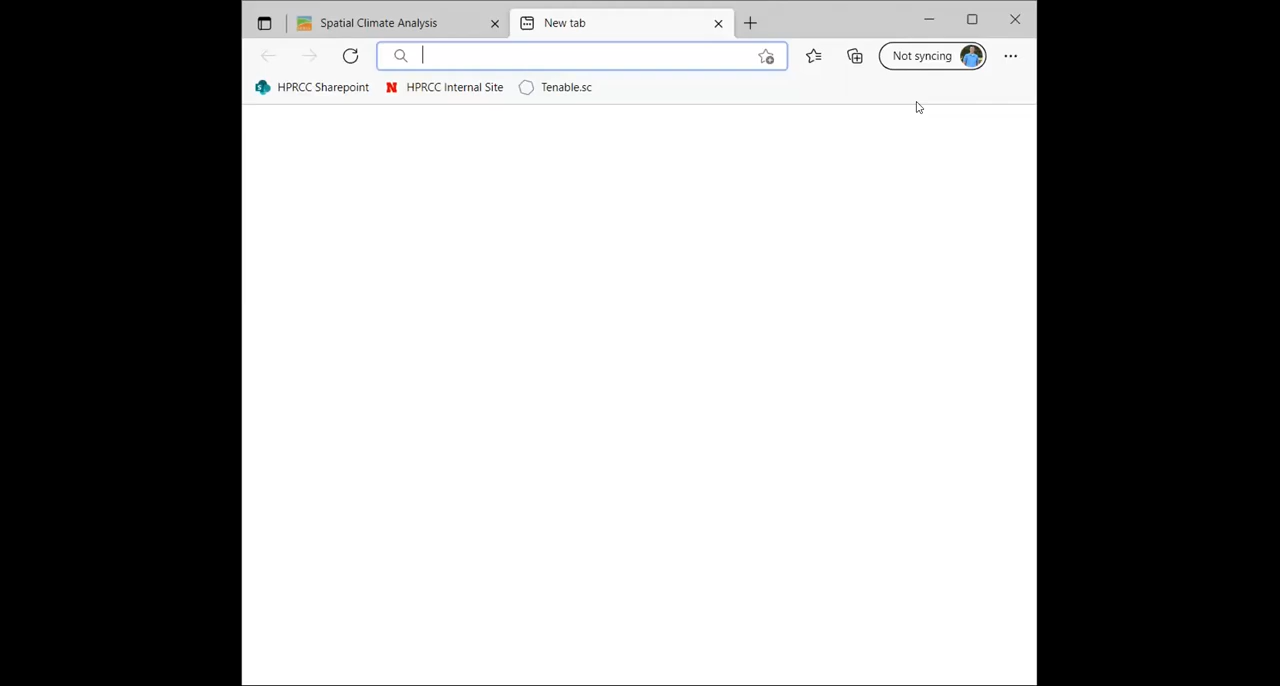 Spatial Climate Analysis
New tab
Not syncing
HPRCC Sharepoint
HPRCC Internal Site
Tenable.sc